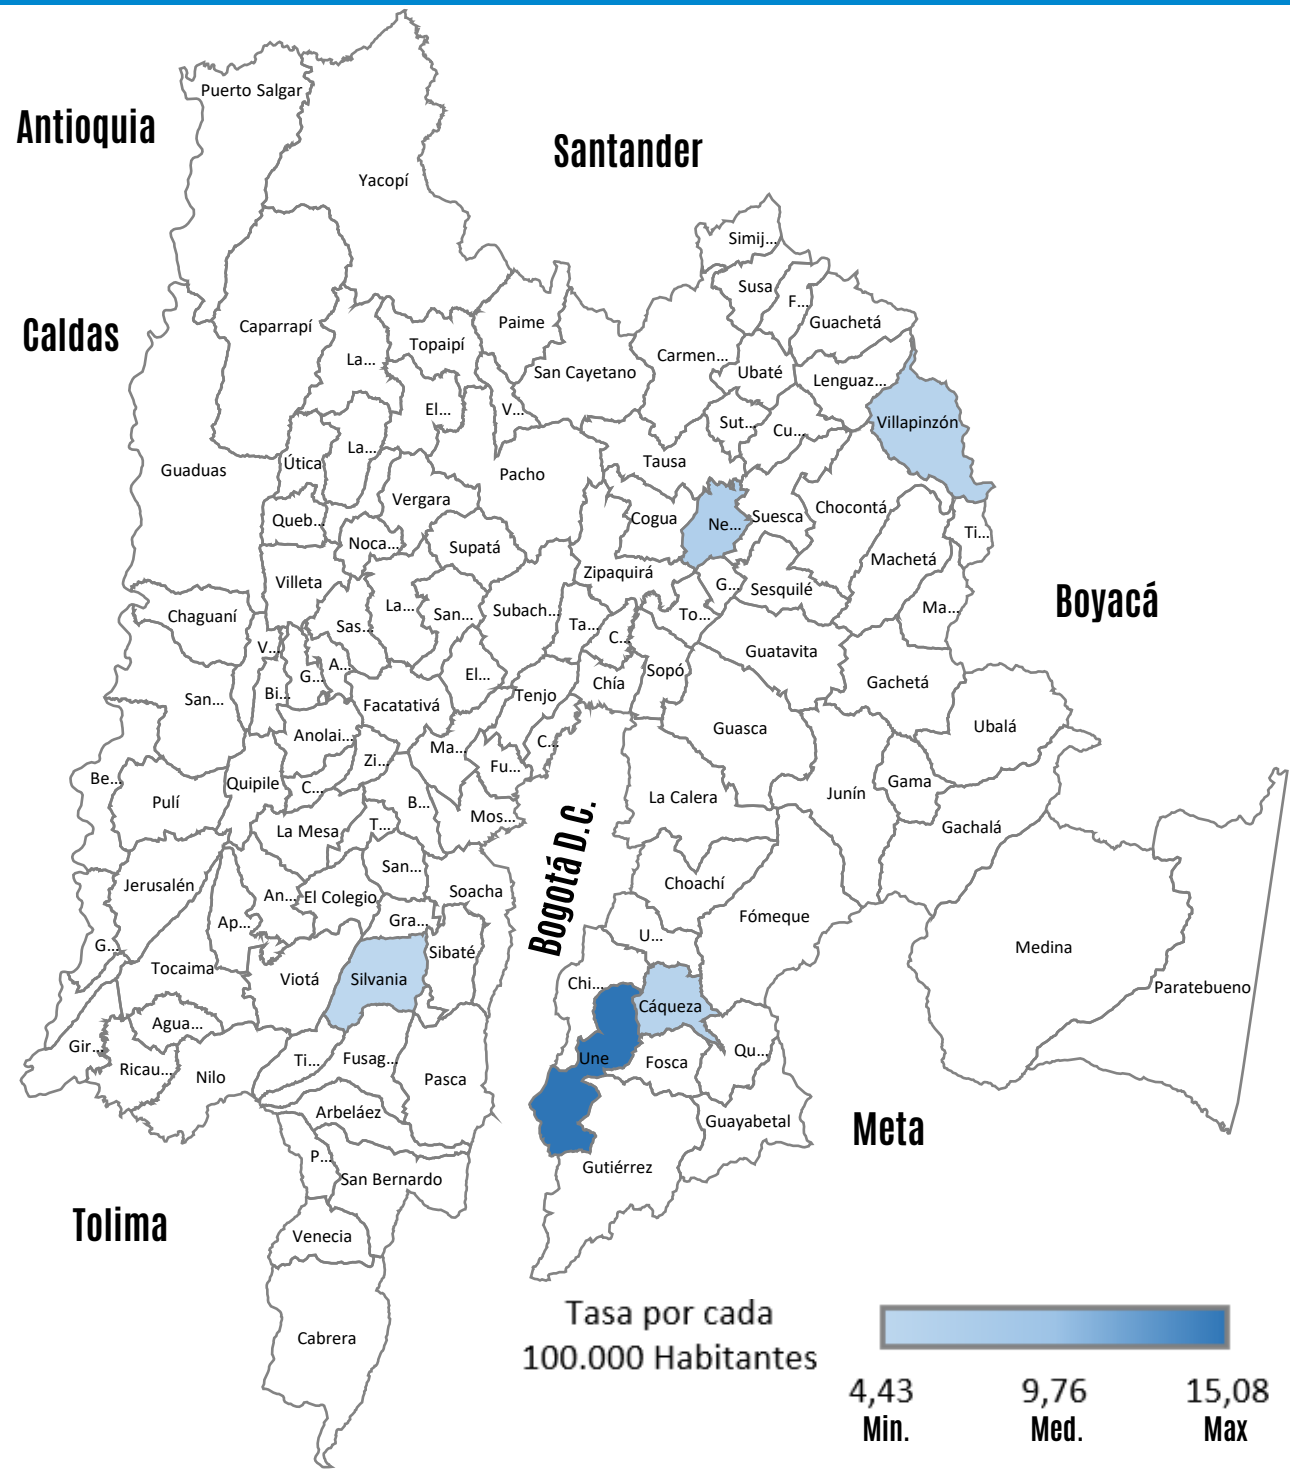 Puerto Salgar
Antioquia
Santander
Yacopí
Simij...
Susa
F...
Guachetá
Caldas
Caparrapí
La...
Topaipí
Paime
San Cayetano
Carmen...
Ubaté
Lenguaz...
El...
V...
Sut...
Cu...
Villapinzón
Guaduas
Útica
La...
Vergara
Pacho
Tausa
Queb...
Noca...
Supatá
Cogua
Ne...
Suesca
Chocontá
Ti...
Villeta
Zipaquirá
G...
Sesquilé
Machetá
Ma...
Boyacá
Chaguaní
Sas...
La...
San...
Subach...
Ta...
C...
To...
V...
A...
G...
El...
Guatavita
San...
Bi...
Facatativá
Tenjo
Chía
Sopó
Gachetá
Anolai...
Zi...
Ma...
Fu...
C...
Guasca
Ubalá
Be...
Pulí
Quipile
C...
B...
Mos...
La Calera
Junín
Gama
Gachalá
La Mesa
T...
Bogotá D.C.
Jerusalén
An...
El Colegio
San...
Soacha
Choachí
Ap...
Gra...
Fómeque
G...
Tocaima
Viotá
Silvania
Sibaté
U...
Medina
Chi...
Cáqueza
Paratebueno
Agua...
Gir...
Ricau...
Nilo
Ti...
Fusag...
Pasca
Une
Fosca
Qu...
Arbeláez
Guayabetal
Meta
P...
San Bernardo
Gutiérrez
Tolima
Venecia
Cabrera
Tasa por cada
100.000 Habitantes
4,43 9,76 15,08
Min. Med. Max